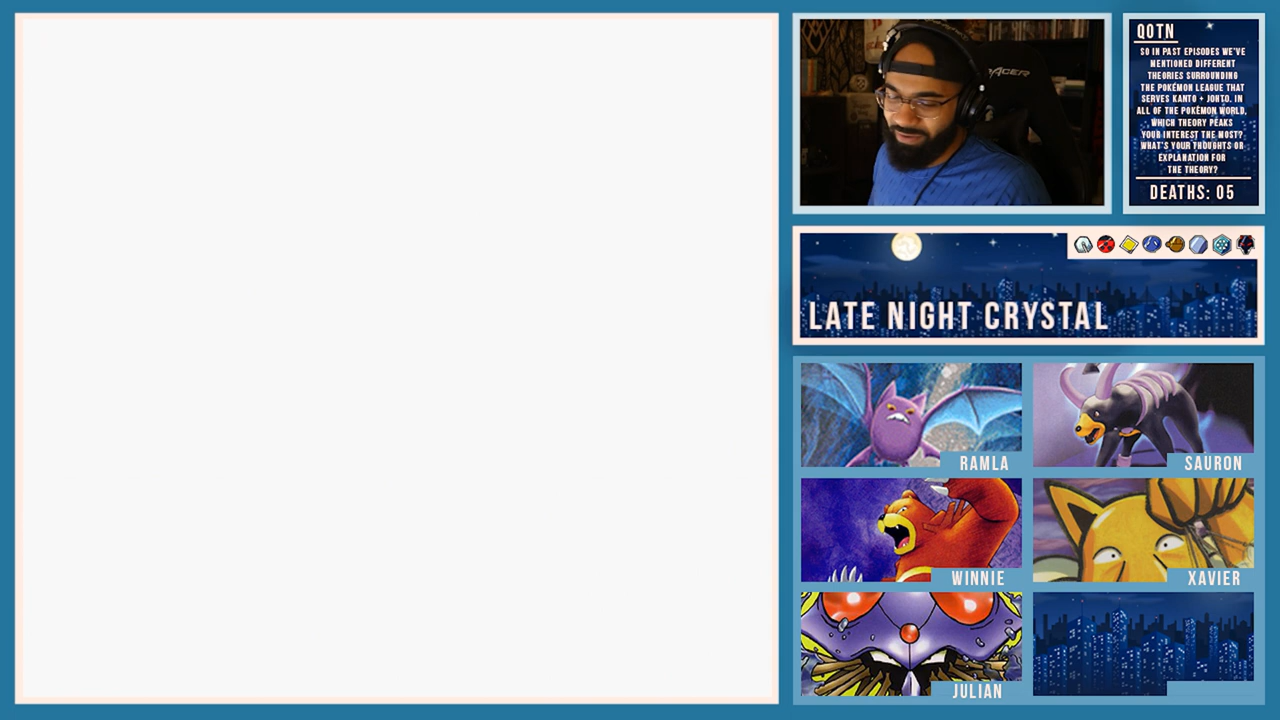 QOTN
SO IN PAST EPISODES WE'VE
MENTIONED DIFFERENT
THEORIES SURROUNDING
THE POKÉMON LEAGUE THAT
SERVES KANTO + JOHTO. IN
ALL OF THE POKÉMON WORLD,
WHICH THEORY PEAKS
YOUR INTEREST THE MOST?
WHAT'S YOUR THOUGHTS OR
EXPLANATION FOR
THE THEORY?
DEATHS: 05
LATE NIGHT CRYSTAL
RAMLA
SAURON
WINNIE
XAVIER
JULIAN